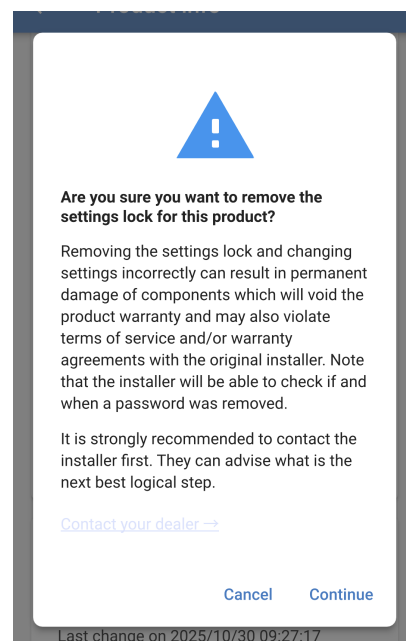 Are you sure you want to remove the
settings lock for this product?
Removing the settings lock and changing
settings incorrectly can result in permanent
damage of components which will void the
product warranty and may also violate
terms of service and/or warranty
agreements with the original installer. Note
that the installer will be able to check if and
when a password was removed.
It is strongly recommended to contact the
installer first. They can advise what is the
next best logical step.
Contact your dealer →
Cancel Continue
Last change on 2025/10/30 09:27:17